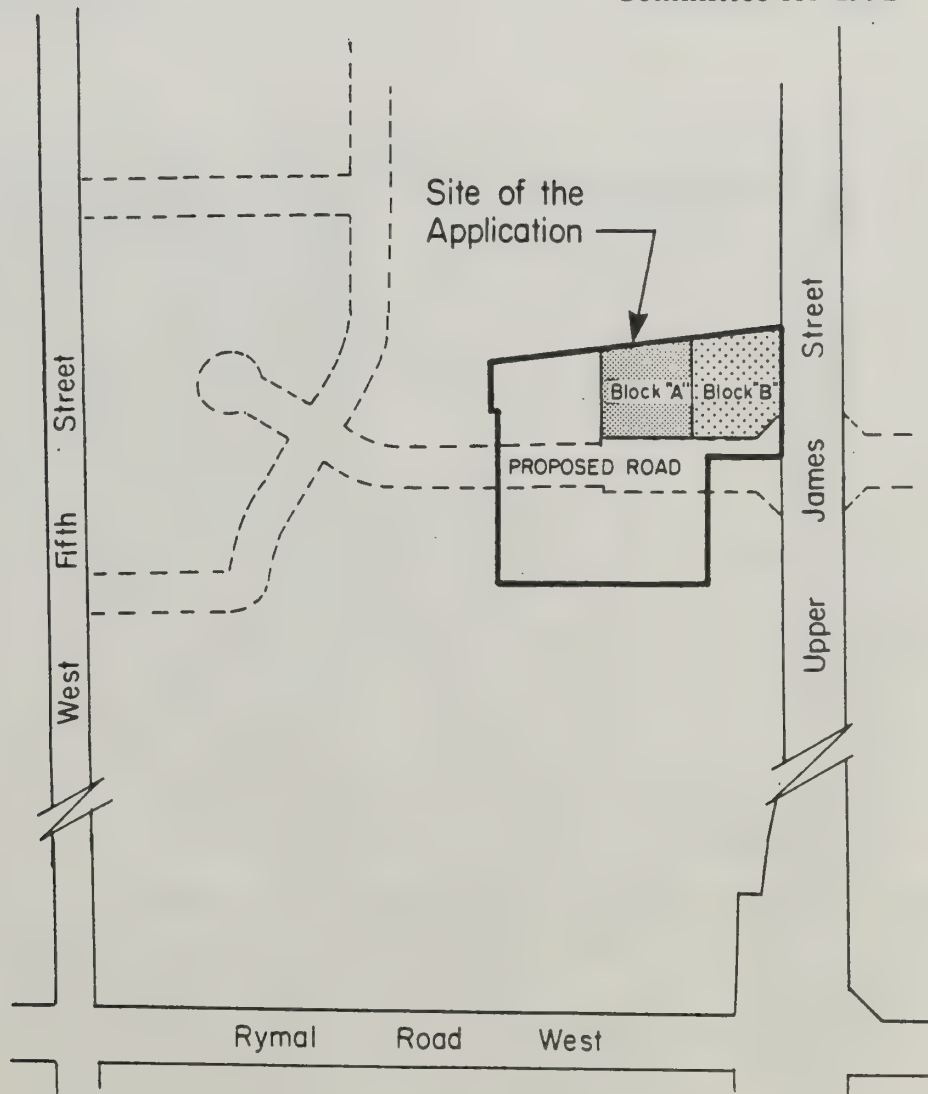 Site of the
Application
Block "A"
Block "B"
PROPOSED ROAD
West Fifth Street
Upper James Street
Rymal Road West